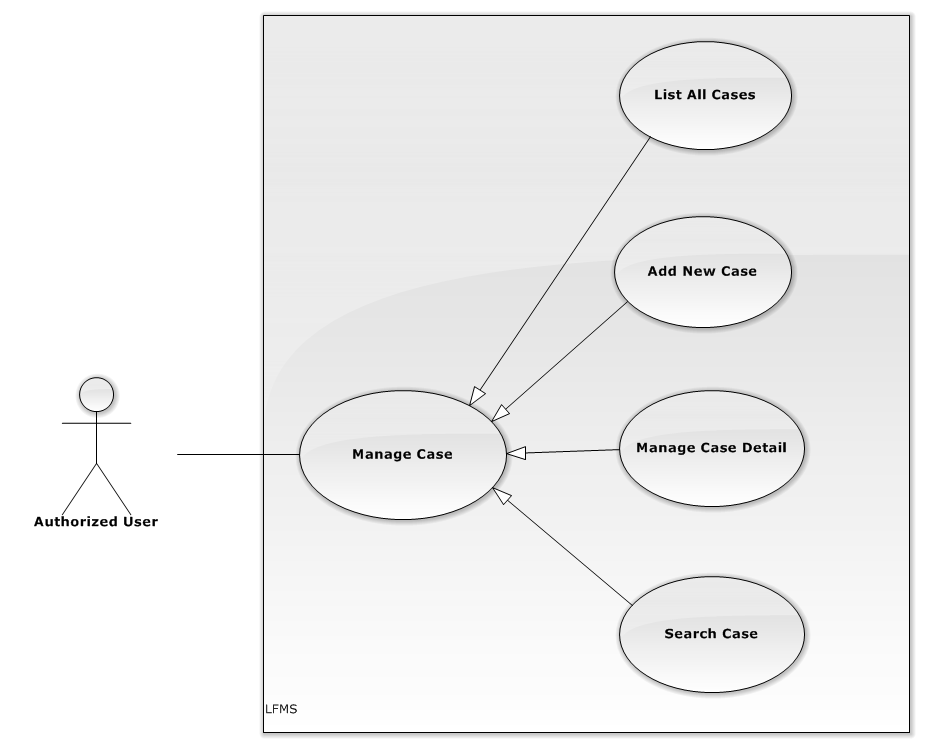 List All Cases
Add New Case
Manage Case
Manage Case Detail
Authorized User
Search Case
LFMS